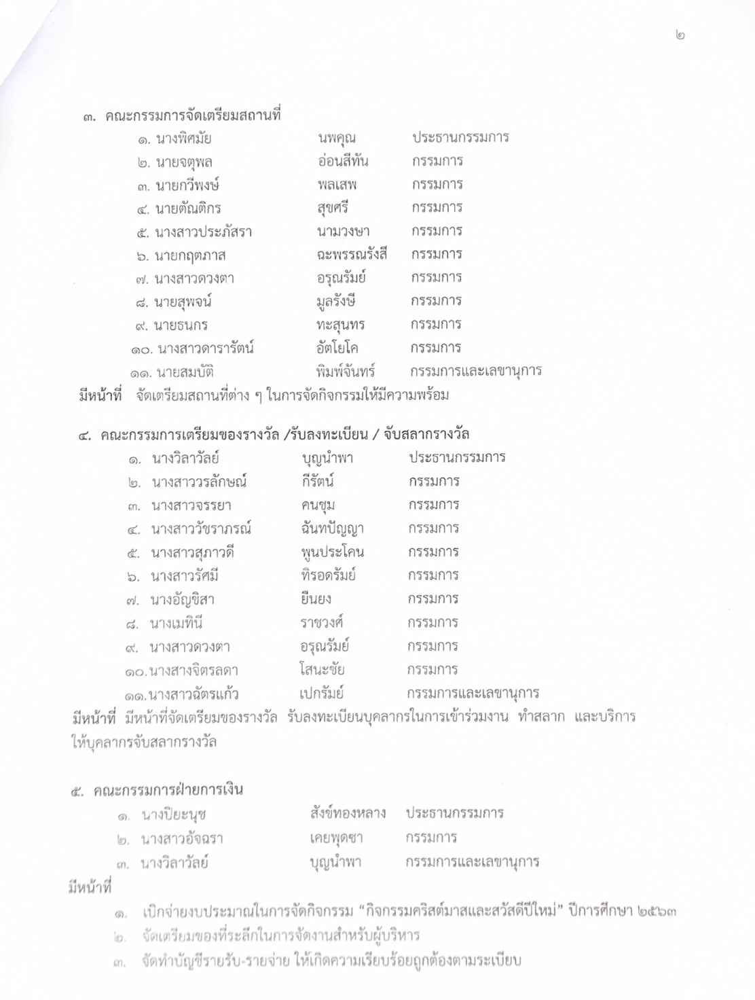 ๒
๓. คณะกรรมการจัดเตรียมสถานที่
๑. นางพิศมัย นพคุณ ประธานกรรมการ
๒. นายจตุพล อ่อนสีทัน กรรมการ
๓. นายกวีพงษ์ พลเสพ กรรมการ
๔. นายตัณติกร สุขศรี กรรมการ
๕. นางสาวประภัสรา นามวงษา กรรมการ
๖. นายกฤตภาส ฉะพรรณรังสี กรรมการ
๗. นางสาวดวงตา อรุณรัมย์ กรรมการ
๘. นายสุพจน์ มูลรังษี กรรมการ
๙. นายธนกร ทะสุนทร กรรมการ
๑๐. นางสาวดารารัตน์ อัตโยโค กรรมการ
๑๑. นายสมบัติ พิมพ์จันทร์ กรรมการและเลขานุการ
มีหน้าที่ จัดเตรียมสถานที่ต่าง ๆ ในการจัดกิจกรรมให้มีความพร้อม
๔. คณะกรรมการเตรียมของรางวัล /รับลงทะเบียน / จับสลากรางวัล
๑. นางวิลาวัลย์ บุญนำพา ประธานกรรมการ
๒. นางสาววรลักษณ์ กีรัตน์ กรรมการ
๓. นางสาวจรรยา คนชุม กรรมการ
๔. นางสาววัชราภรณ์ ฉันทปัญญา กรรมการ
๕. นางสาวสุภาวดี พูนประโคน กรรมการ
๖. นางสาวรัศมี ทิรอดรัมย์ กรรมการ
๗. นางอัญชิสา ยืนยง กรรมการ
๘. นางเมทินี ราชวงศ์ กรรมการ
๙. นางสาวดวงตา อรุณรัมย์ กรรมการ
๑๐.นางสางจิตรลดา โสนะชัย กรรมการ
๑๑.นางสาวฉัตรแก้ว เปกรัมย์ กรรมการและเลขานุการ
มีหน้าที่ มีหน้าที่จัดเตรียมของรางวัล รับลงทะเบียนบุคลากรในการเข้าร่วมงาน ทำสลาก และบริการ
ให้บุคลากรจับสลากรางวัล
๕. คณะกรรมการฝ่ายการเงิน
๑. นางปิยะนุช สังข์ทองหลาง ประธานกรรมการ
๒. นางสาวอัจฉรา เคยพุดซา กรรมการ
๓. นางวิลาวัลย์ บุญนำพา กรรมการและเลขานุการ
มีหน้าที่
๑. เบิกจ่ายงบประมาณในการจัดกิจกรรม “กิจกรรมคริสต์มาสและสวัสดีปีใหม่” ปีการศึกษา ๒๕๖๓
๒. จัดเตรียมของที่ระลึกในการจัดงานสำหรับผู้บริหาร
๓. จัดทำบัญชีรายรับ-รายจ่าย ให้เกิดความเรียบร้อยถูกต้องตามระเบียบ